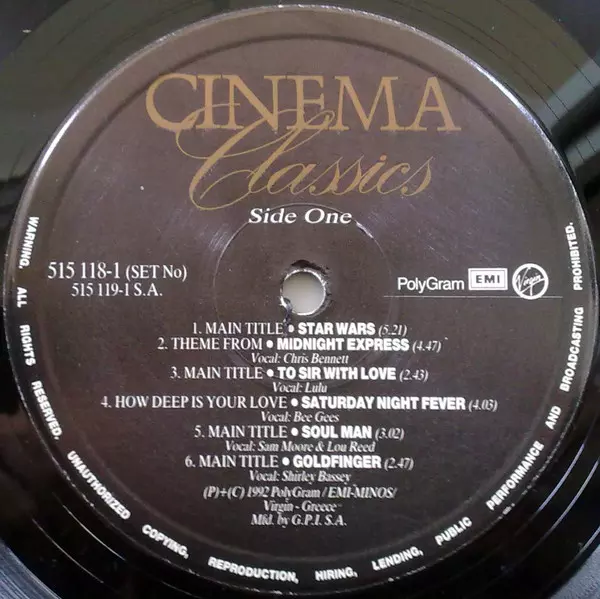 CINEMA
Classics
Side One
515 118-1 (SET No)
515 119-1 S.A.
PolyGram EMI Virgin
1. MAIN TITLE • STAR WARS (5.21)
2. THEME FROM • MIDNIGHT EXPRESS (4.47)
Vocal: Chris Bennett
3. MAIN TITLE • TO SIR WITH LOVE (2.43)
Vocal: Lulu
4. HOW DEEP IS YOUR LOVE • SATURDAY NIGHT FEVER (4.03)
Vocal: Bee Gees
5. MAIN TITLE • SOUL MAN (3.02)
Vocal: Sam Moore & Lou Reed
6. MAIN TITLE • GOLDFINGER (2.47)
Vocal: Shirley Bassey
(P)+(C) 1992 PolyGram / EMI-MINOS/
Virgin - Greece
Mfd. by G.P.I. S.A.
WARNING. ALL RIGHTS RESERVED. UNAUTHORIZED COPYING, REPRODUCTION, HIRING, LENDING, PUBLIC PERFORMANCE AND BROADCASTING PROHIBITED.